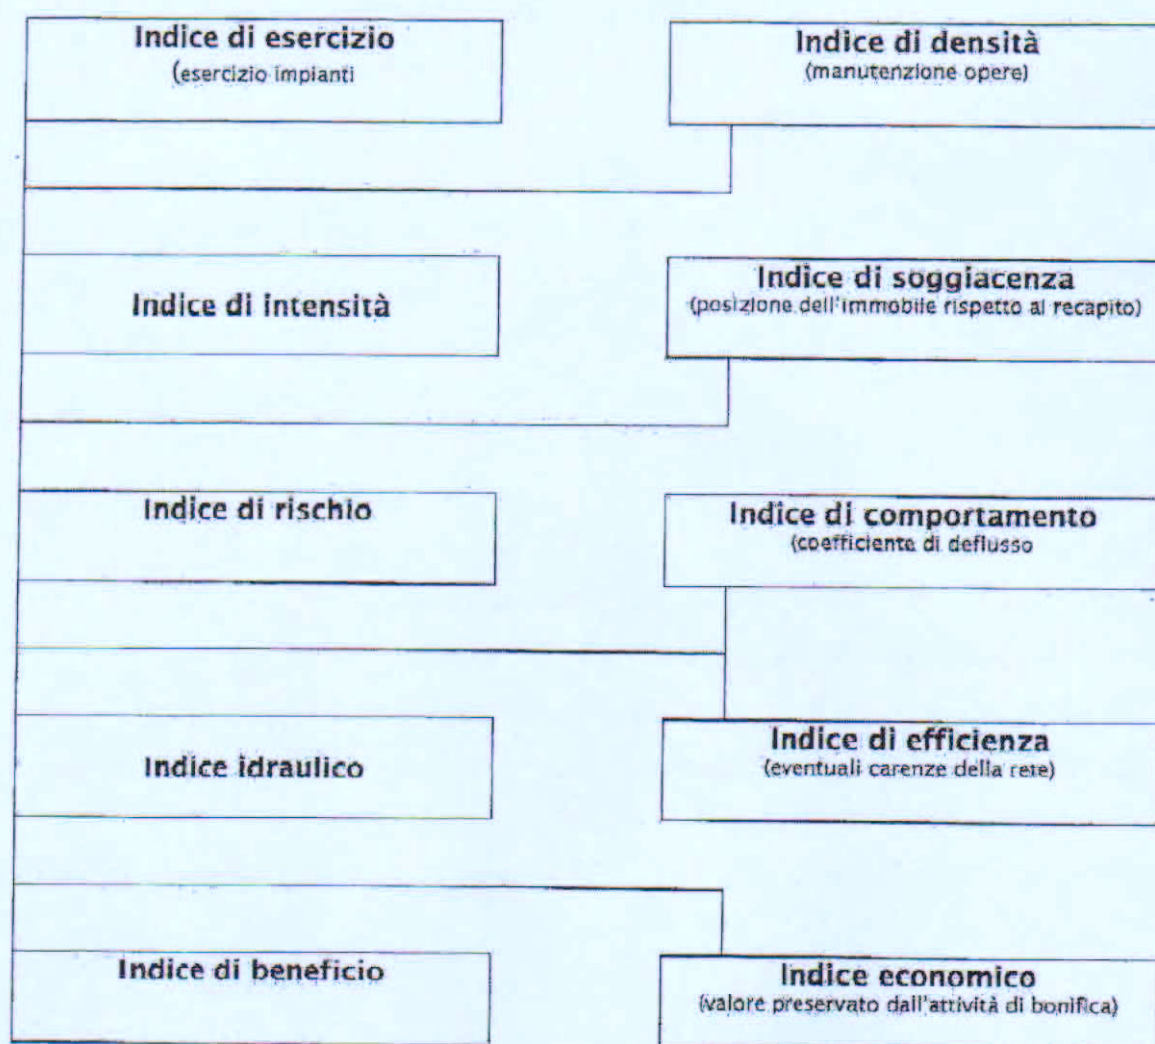 Indice di esercizio
(esercizio impianti
Indice di densità
(manutenzione opere)
Indice di intensità
Indice di soggiacenza
(posizione dell'immobile rispetto al recapito)
Indice di rischio
Indice di comportamento
(coefficiente di deflusso
Indice idraulico
Indice di efficienza
(eventuali carenze della rete)
Indice di beneficio
Indice economico
(valore preservato dall'attività di bonifica)